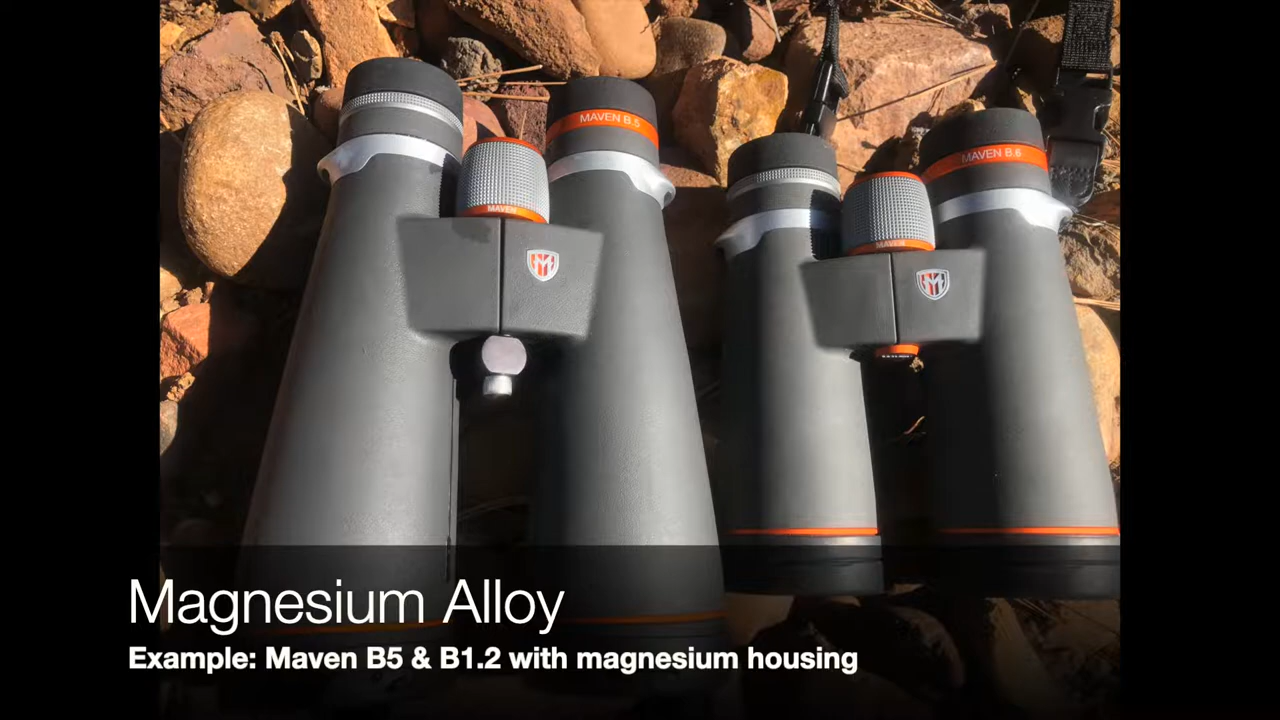 MAVEN B.5
MAVEN B.6
MAVEN
MAVEN
Magnesium Alloy
Example: Maven B5 & B1.2 with magnesium housing